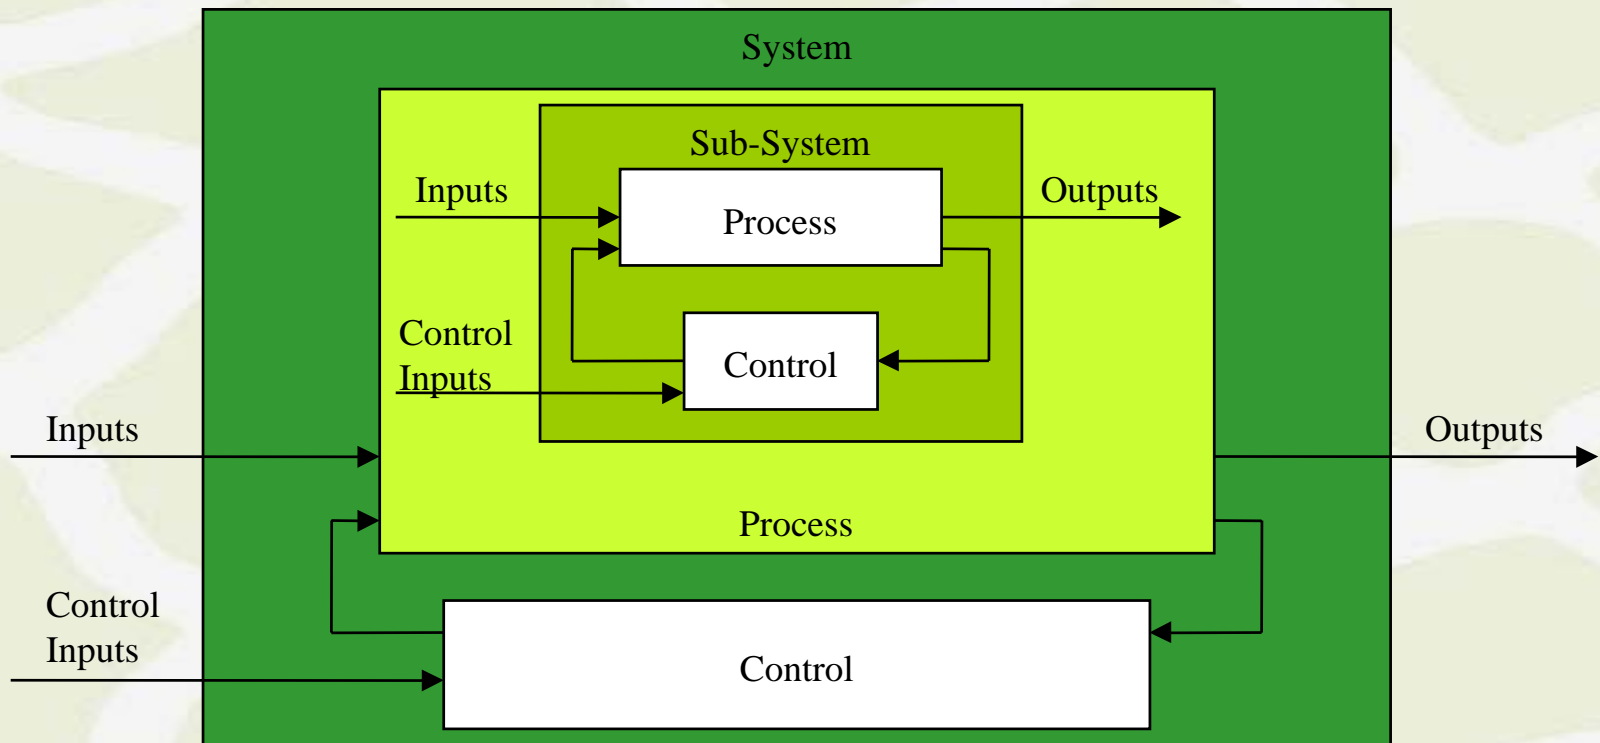 System
Sub-System
Inputs
Outputs
Process
Control
Inputs
Control
Inputs
Outputs
Process
Control
Inputs
Control